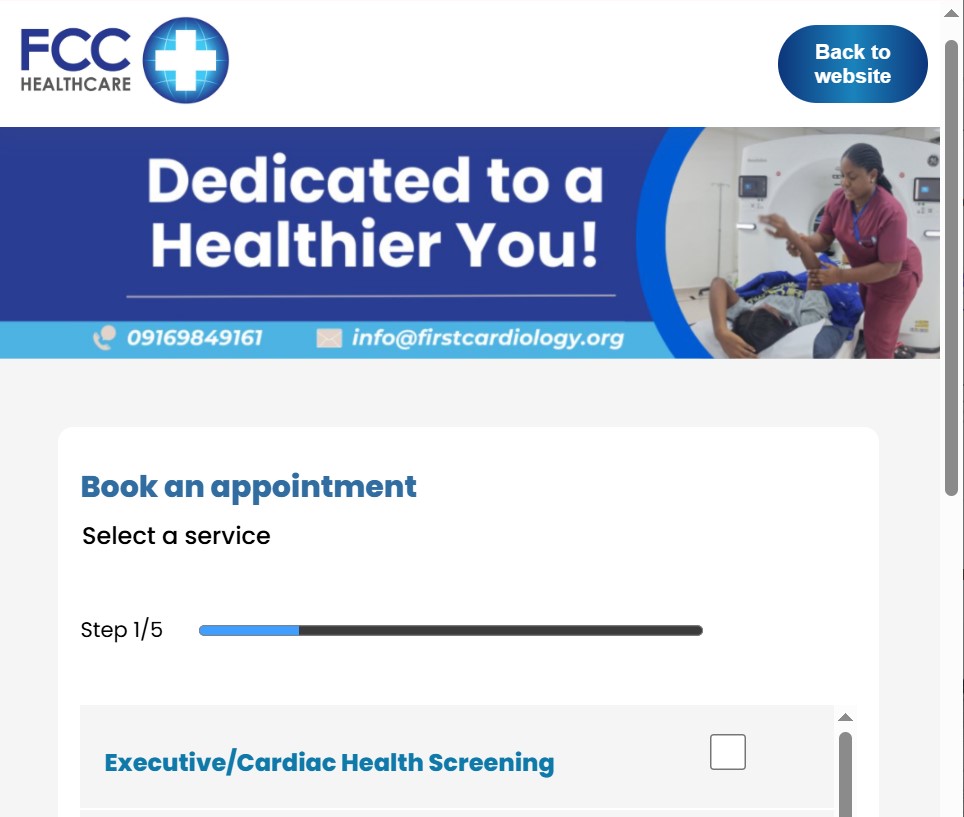 FCC
HEALTHCARE
Back to
website
Dedicated to a
Healthier You!
09169849161
info@firstcardiology.org
Book an appointment
Select a service
Step 1/5
Executive/Cardiac Health Screening